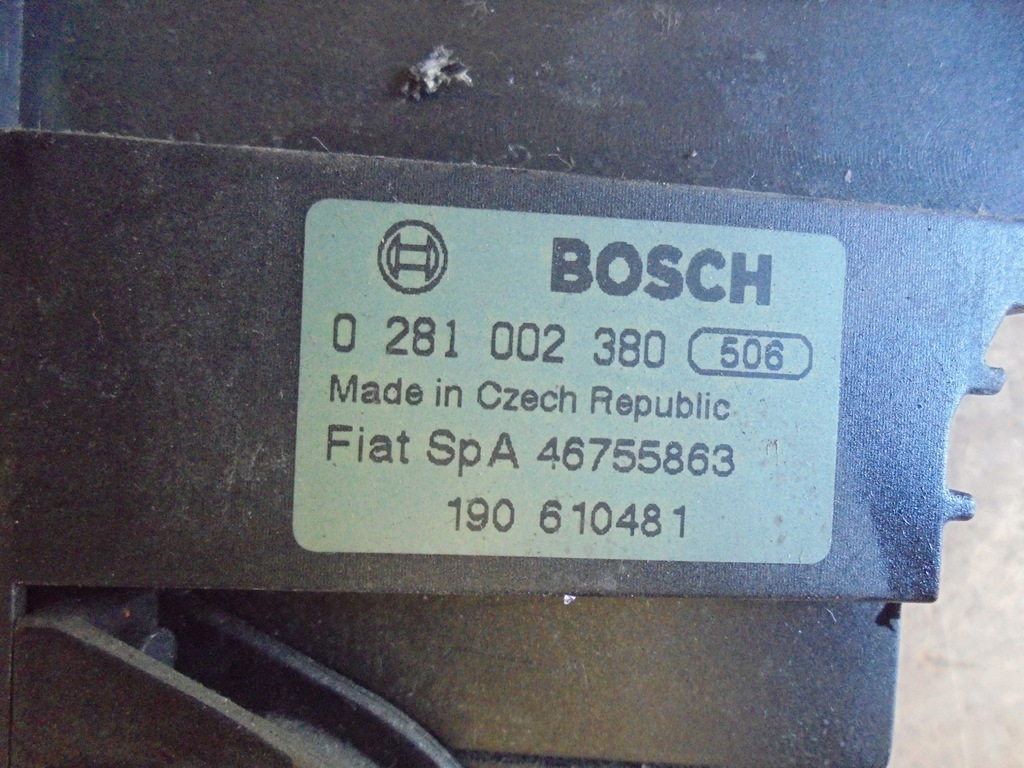 BOSCH
0 281 002 380 506
Made in Czech Republic
Fiat SpA 46755863
190 610481